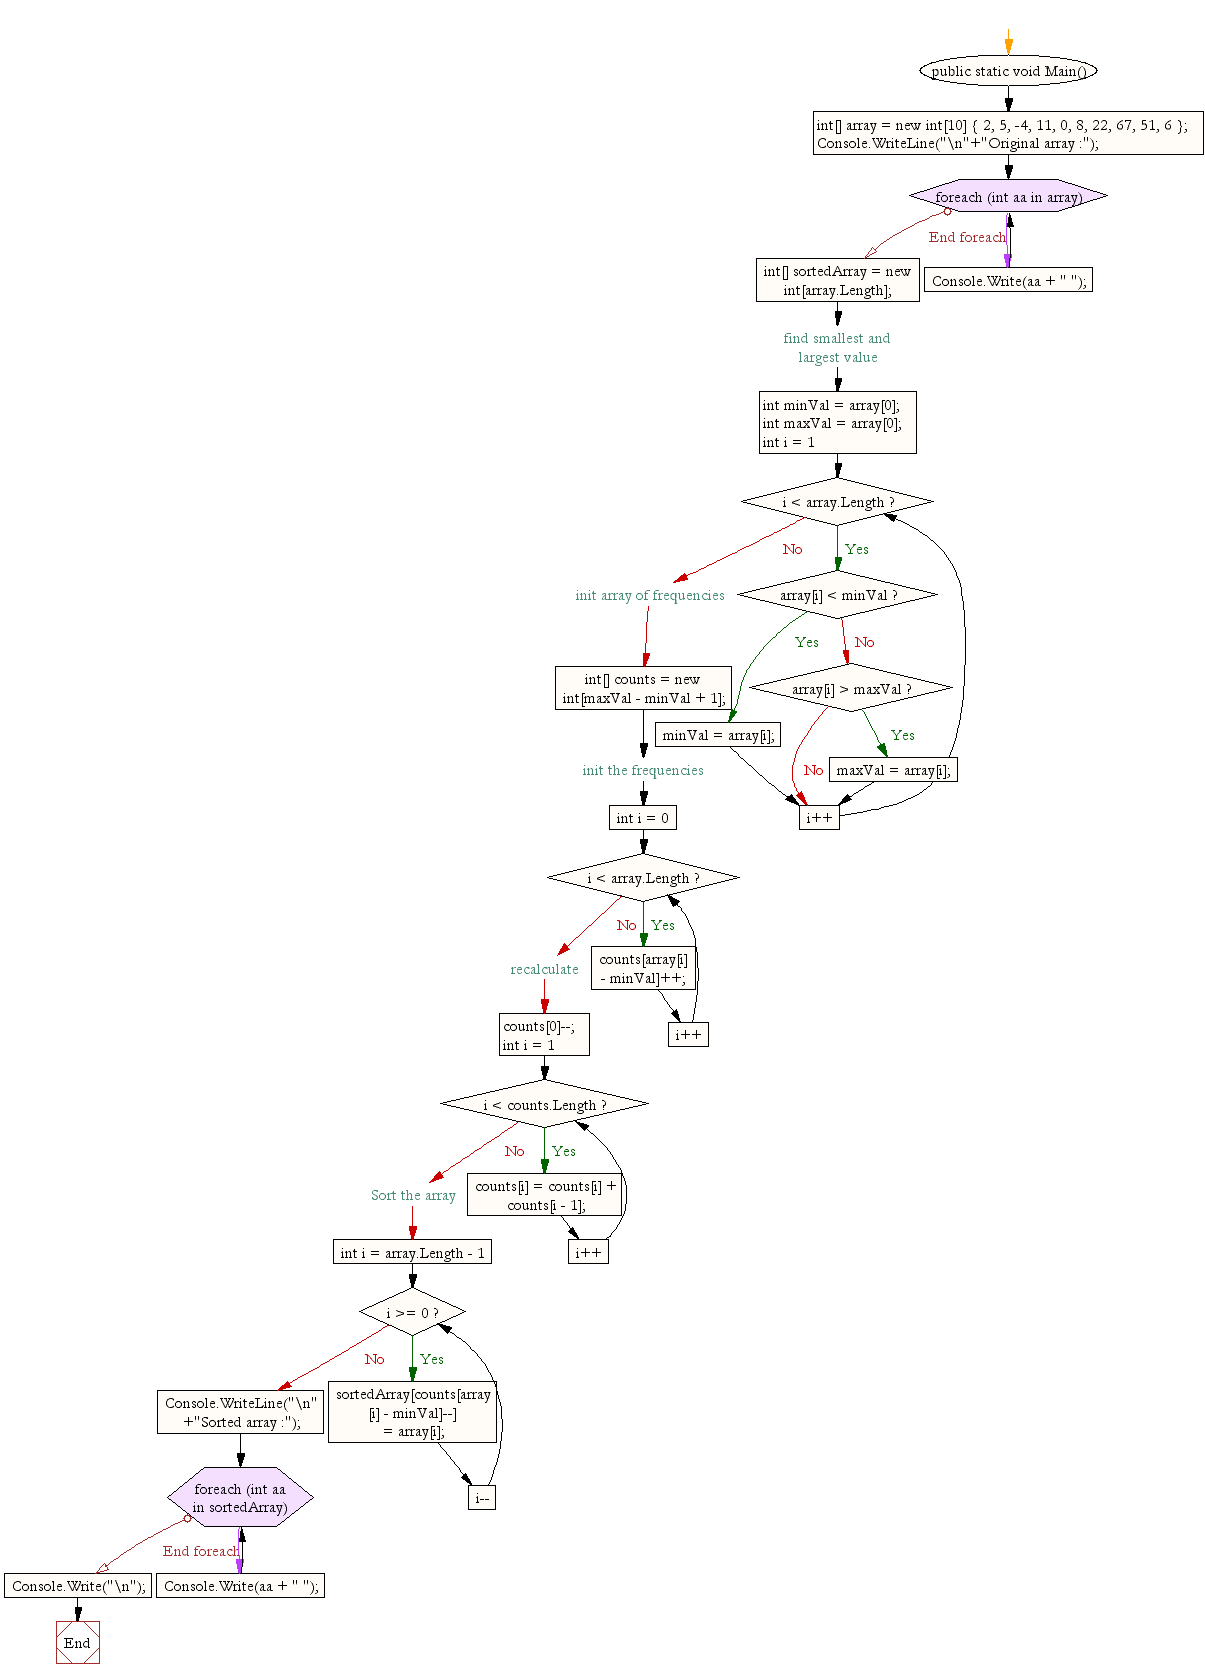 public static void Main()
int[] array = new int[10] { 2, 5, -4, 11, 0, 8, 22, 67, 51, 6 };
Console.WriteLine("\n"+"Original array :");
foreach (int aa in array)
End foreach
Console.Write(aa + " ");
int[] sortedArray = new
int[array.Length];
find smallest and
largest value
int minVal = array[0];
int maxVal = array[0];
int i = 1
i < array.Length ?
No
Yes
array[i] < minVal ?
Yes
No
array[i] > maxVal ?
minVal = array[i];
Yes
No
maxVal = array[i];
i++
init array of frequencies
int[] counts = new
int[maxVal - minVal + 1];
init the frequencies
int i = 0
i < array.Length ?
No
Yes
counts[array[i]
- minVal]++;
i++
recalculate
counts[0]--;
int i = 1
i < counts.Length ?
No
Yes
counts[i] = counts[i] +
counts[i - 1];
i++
Sort the array
int i = array.Length - 1
i >= 0 ?
No
Yes
sortedArray[counts[array
[i] - minVal]--]
= array[i];
i--
Console.WriteLine("\n"
+"Sorted array :");
foreach (int aa
in sortedArray)
End foreach
Console.Write(aa + " ");
Console.Write("\n");
End